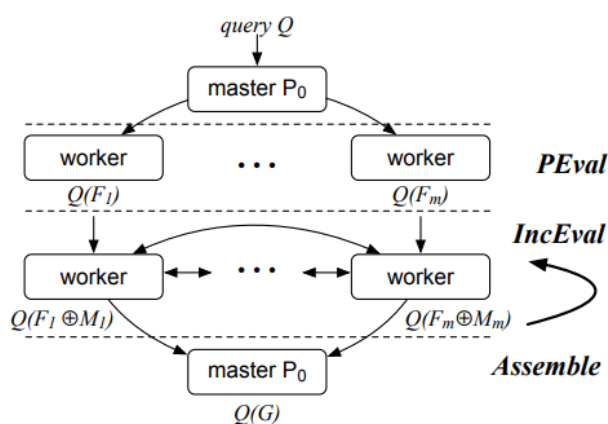 query Q
master P₀
worker • • • worker
PEval
Q(F₁) Q(Fₘ)
IncEval
worker • • • worker
Q(F₁ ⊕M₁) Q(Fₘ⊕Mₘ)
Assemble
master P₀
Q(G)